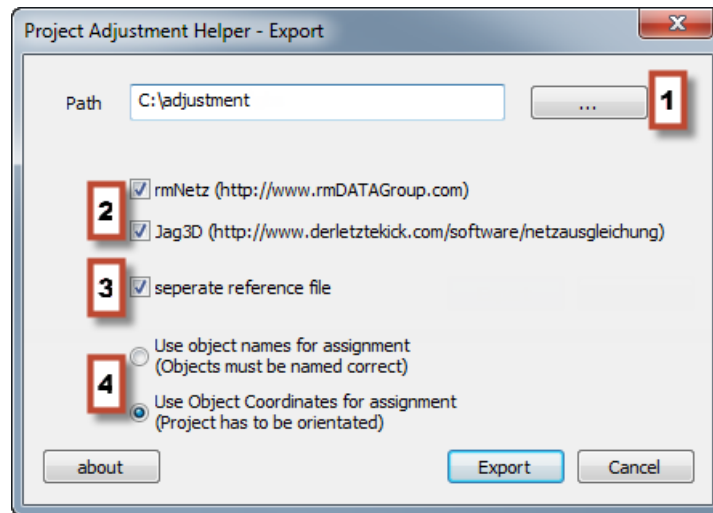 Project Adjustment Helper - Export
Path C:\adjustment ... 1
2
rmNetz (http://www.rmDATAGroup.com)
Jag3D (http://www.derletztekick.com/software/netzausgleichung)
3 seperate reference file
4
Use object names for assignment
(Objects must be named correct)
Use Object Coordinates for assignment
(Project has to be orientated)
about Export Cancel